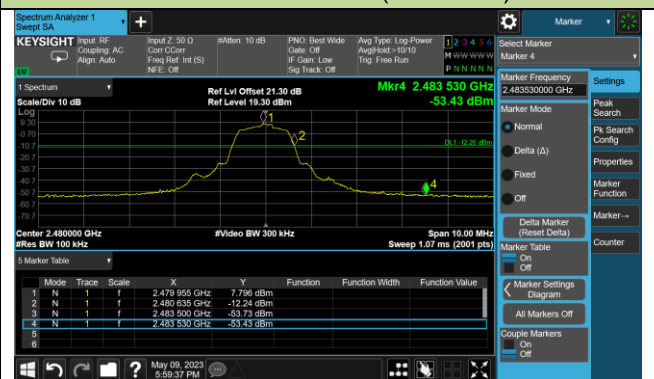 Spectrum Analyzer 1
Swept SA
Marker
KEYSIGHT
Input: RF
Coupling: AC
Align: Auto
Input Z: 50 Ω
Corr CCorr
Freq Ref: Int (S)
NFE: Off
#Atten: 10 dB
PNO: Best Wide
Gate: Off
IF Gain: Low
Sig Track: Off
Avg Type: Log-Power
Avg|Hold:>10/10
Trig: Free Run
1 2 3 4 5 6
M W W W W W
P N N N N N
Select Marker
Marker 4
1 Spectrum
Scale/Div 10 dB
Ref Lvl Offset 21.30 dB
Ref Level 19.30 dBm
Mkr4 2.483 530 GHz
-53.43 dBm
Marker Frequency
2.483530000 GHz
Settings
Log
9.30
-0.70
-10.7
-20.7
-30.7
-40.7
-50.7
-60.7
-70.7
1
2
4
DL1 -12.20 dBm
Marker Mode
Normal
Delta (Δ)
Fixed
Off
Delta Marker
(Reset Delta)
Marker Table
On
Off
Marker Settings
Diagram
All Markers Off
Couple Markers
On
Off
Peak
Search
Pk Search
Config
Properties
Marker
Function
Marker→
Counter
Center 2.480000 GHz
#Res BW 100 kHz
#Video BW 300 kHz
Span 10.00 MHz
Sweep 1.07 ms (2001 pts)
5 Marker Table
Mode Trace Scale X Y Function Function Width Function Value
1 N 1 f 2.479 955 GHz 7.796 dBm
2 N 1 f 2.480 635 GHz -12.24 dBm
3 N 1 f 2.483 500 GHz -53.73 dBm
4 N 1 f 2.483 530 GHz -53.43 dBm
5
6
?
May 09, 2023
5:59:37 PM